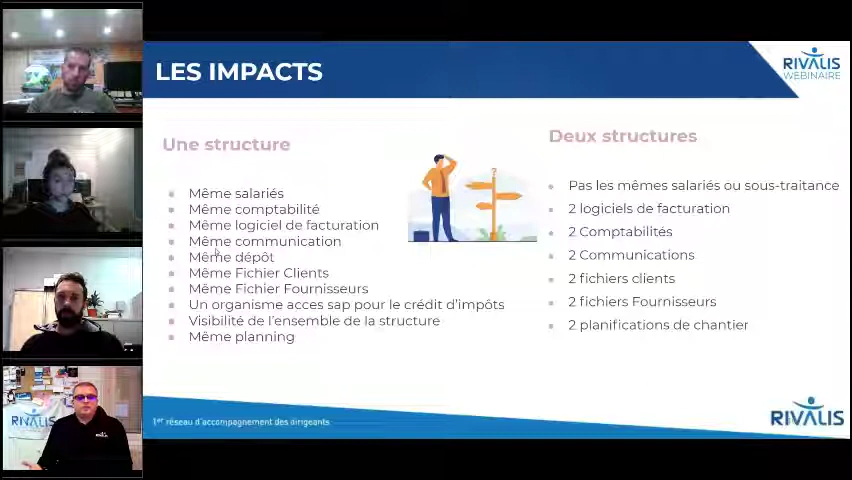 LES IMPACTS
RIVALIS
WEBINAIRE
Une structure
Même salariés
Même comptabilité
Même logiciel de facturation
Même communication
Même dépôt
Même Fichier Clients
Même Fichier Fournisseurs
Un organisme acces sap pour le crédit d'impôts
Visibilité de l'ensemble de la structure
Même planning
?
Deux structures
Pas les mêmes salariés ou sous-traitance
2 logiciels de facturation
2 Comptabilités
2 Communications
2 fichiers clients
2 fichiers Fournisseurs
2 planifications de chantier
1er réseau d'accompagnement des dirigeants
RIVALIS
RIVALIS